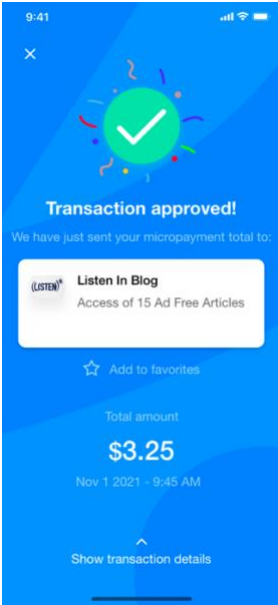 9:41
Transaction approved!
We have just sent your micropayment total to:
(LISTEN)
Listen In Blog
Access of 15 Ad Free Articles
Add to favorites
Total amount
$3.25
Nov 1 2021 - 9:45 AM
Show transaction details